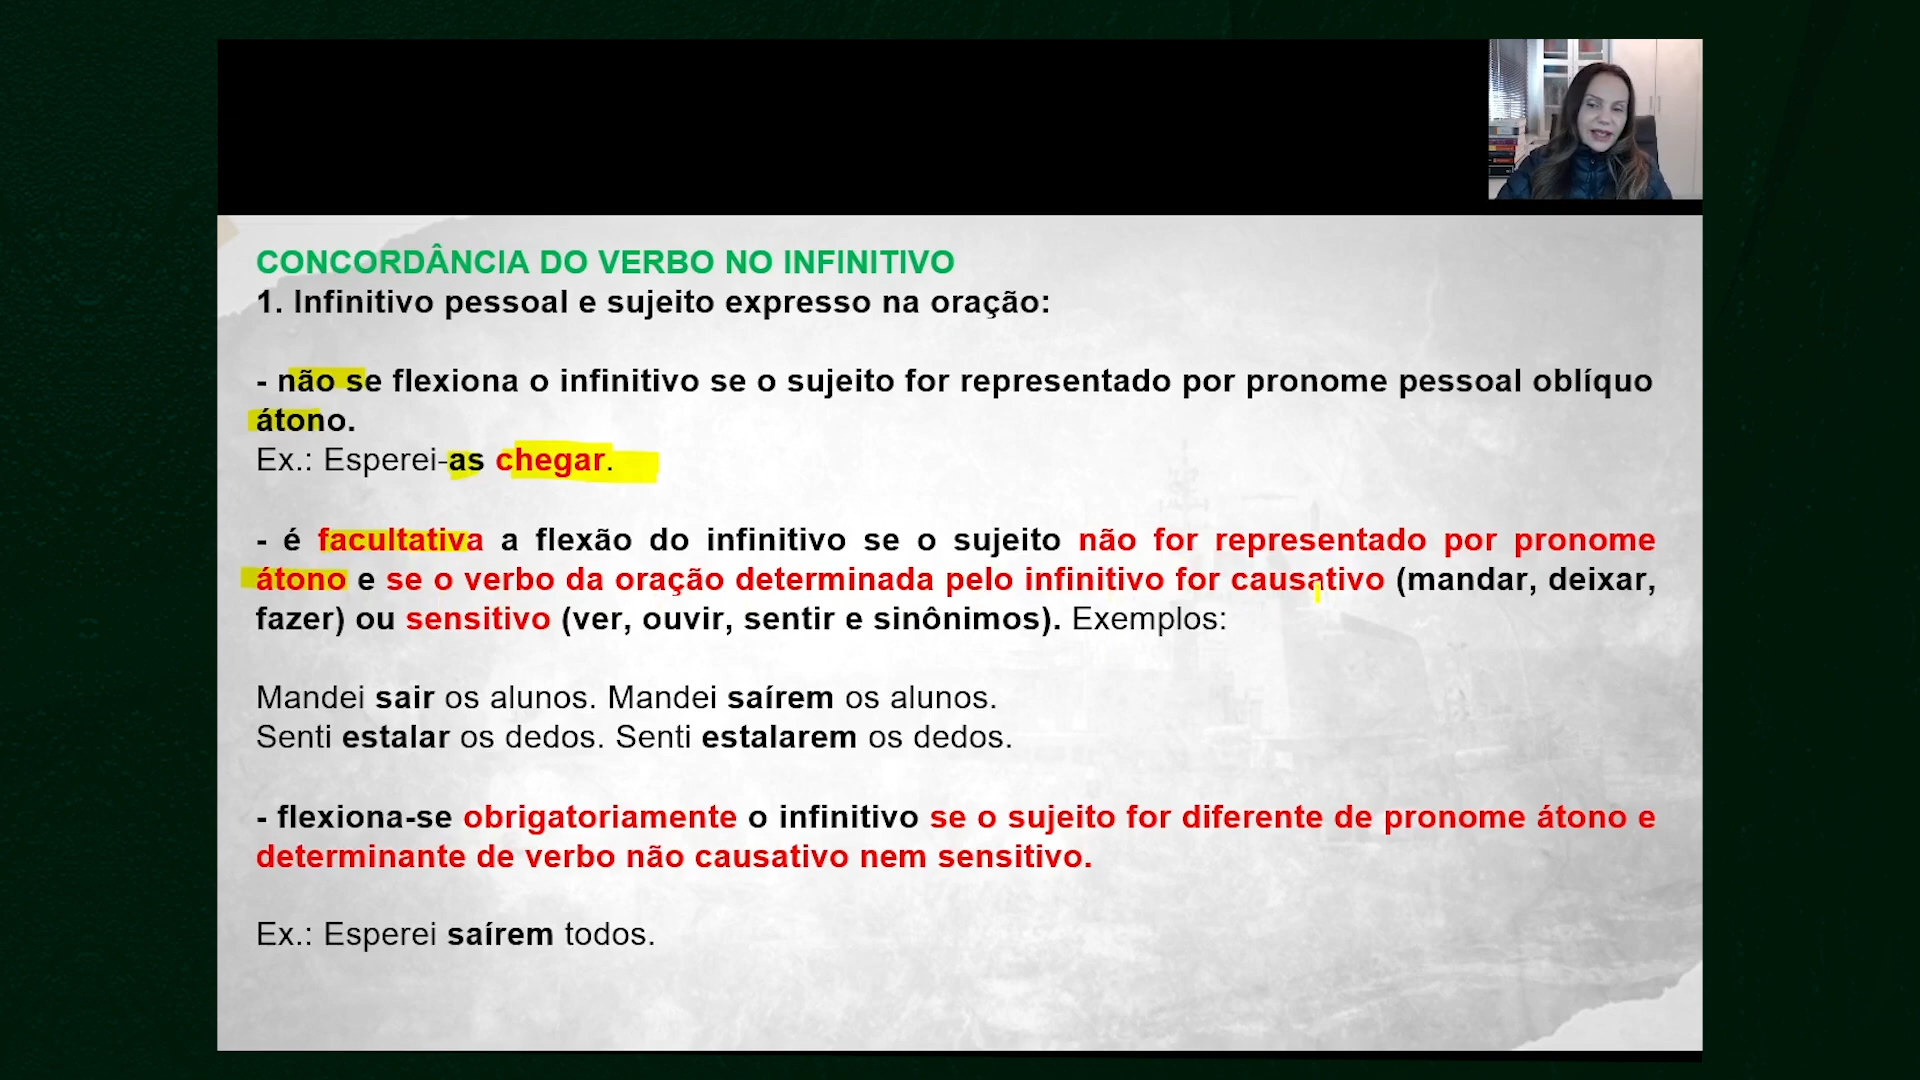 CONCORDÂNCIA DO VERBO NO INFINITIVO
1. Infinitivo pessoal e sujeito expresso na oração:
- não se flexiona o infinitivo se o sujeito for representado por pronome pessoal oblíquo
átono.
Ex.: Esperei-as chegar.
- é facultativa a flexão do infinitivo se o sujeito não for representado por pronome
átono e se o verbo da oração determinada pelo infinitivo for causativo (mandar, deixar,
fazer) ou sensitivo (ver, ouvir, sentir e sinônimos). Exemplos:
Mandei sair os alunos. Mandei saírem os alunos.
Senti estalar os dedos. Senti estalarem os dedos.
- flexiona-se obrigatoriamente o infinitivo se o sujeito for diferente de pronome átono e
determinante de verbo não causativo nem sensitivo.
Ex.: Esperei saírem todos.